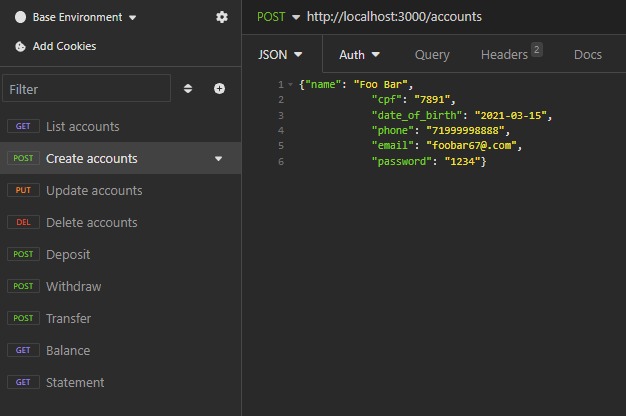 Base Environment
Add Cookies
Filter
GET List accounts
POST Create accounts
PUT Update accounts
DEL Delete accounts
POST Deposit
POST Withdraw
POST Transfer
GET Balance
GET Statement
POST http://localhost:3000/accounts
JSON Auth Query Headers 2 Docs
1 {"name": "Foo Bar",
2 "cpf": "7891",
3 "date_of_birth": "2021-03-15",
4 "phone": "71999998888",
5 "email": "foobar67@.com",
6 "password": "1234"}